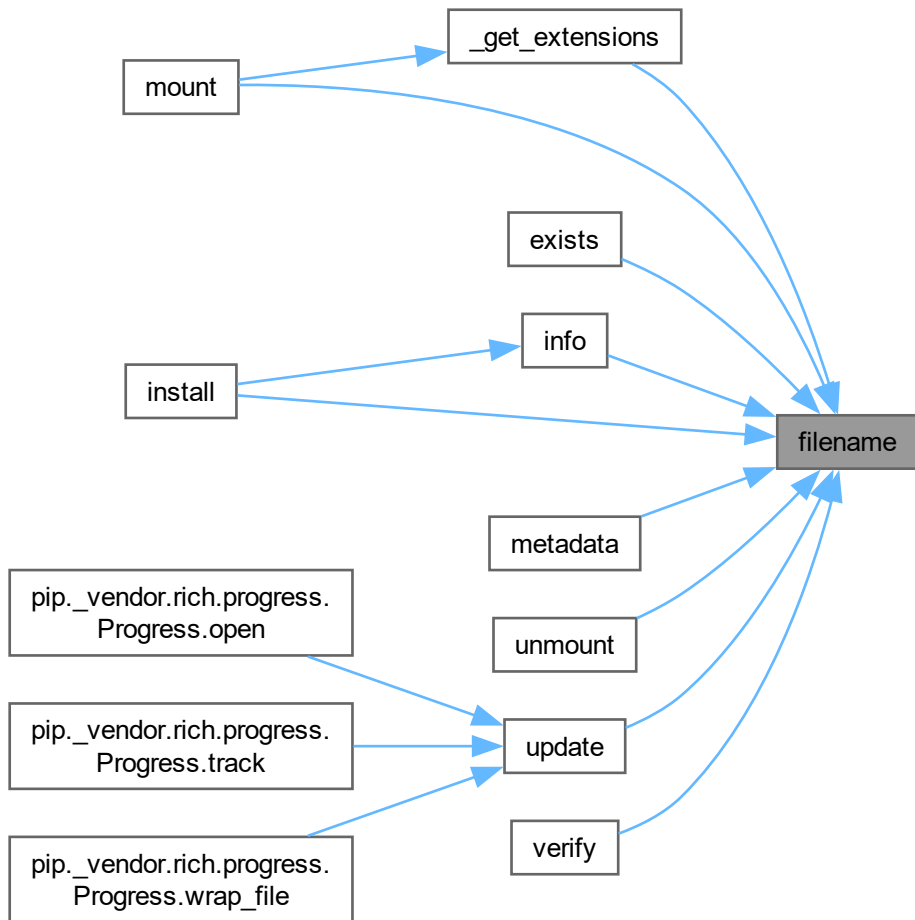 _get_extensions
mount
exists
info
install
filename
metadata
pip._vendor.rich.progress.
Progress.open
unmount
pip._vendor.rich.progress.
Progress.track
update
verify
pip._vendor.rich.progress.
Progress.wrap_file